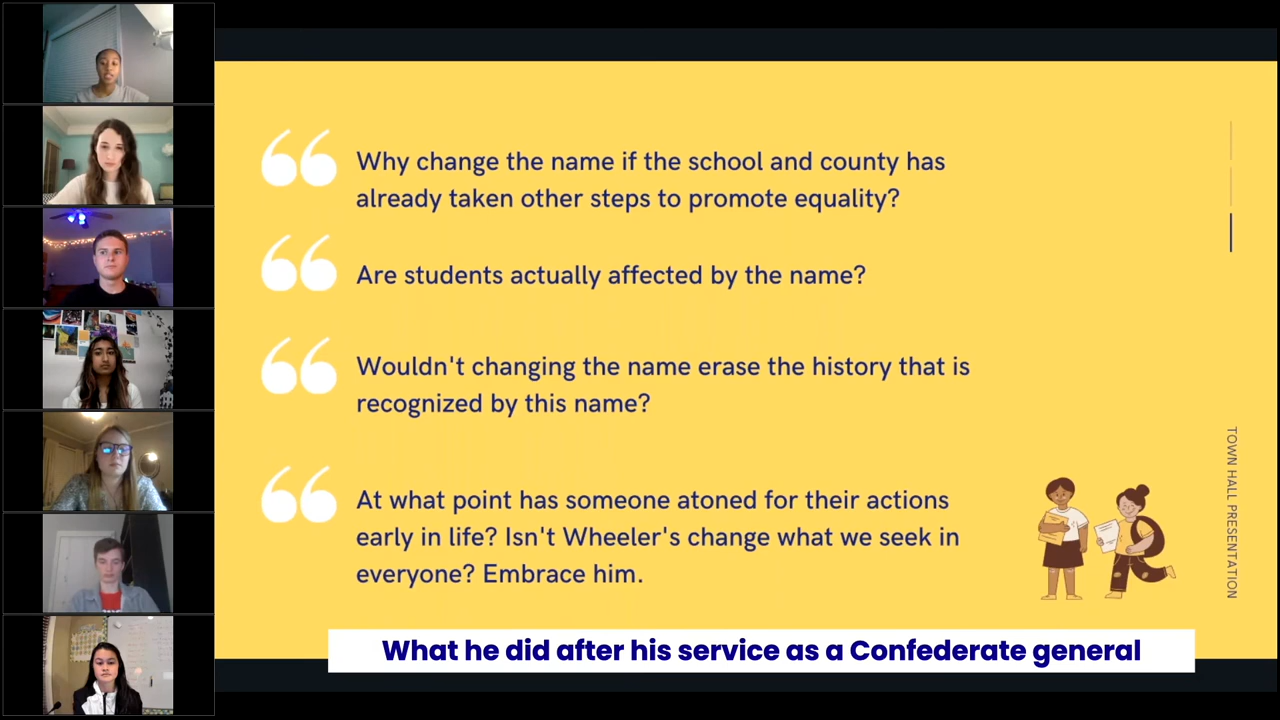 Why change the name if the school and county has
already taken other steps to promote equality?
Are students actually affected by the name?
Wouldn't changing the name erase the history that is
recognized by this name?
At what point has someone atoned for their actions
early in life? Isn't Wheeler's change what we seek in
everyone? Embrace him.
TOWN HALL PRESENTATION
What he did after his service as a Confederate general